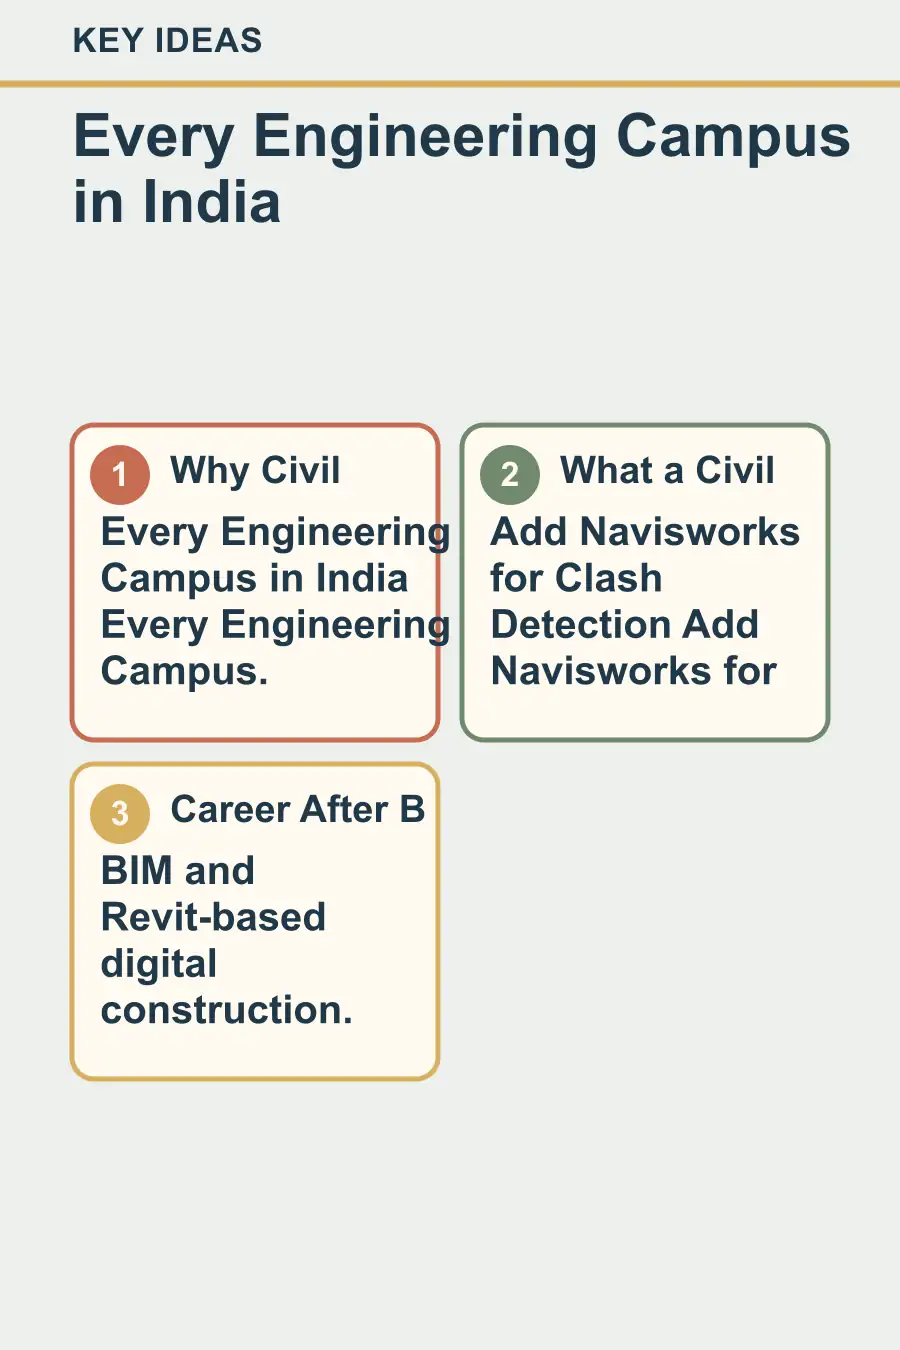 KEY IDEAS
Every Engineering Campus
in India
1 Why Civil
Every Engineering
Campus in India
Every Engineering
Campus.
2 What a Civil
Add Navisworks
for Clash
Detection Add
Navisworks for
3 Career After B
BIM and
Revit-based
digital
construction.